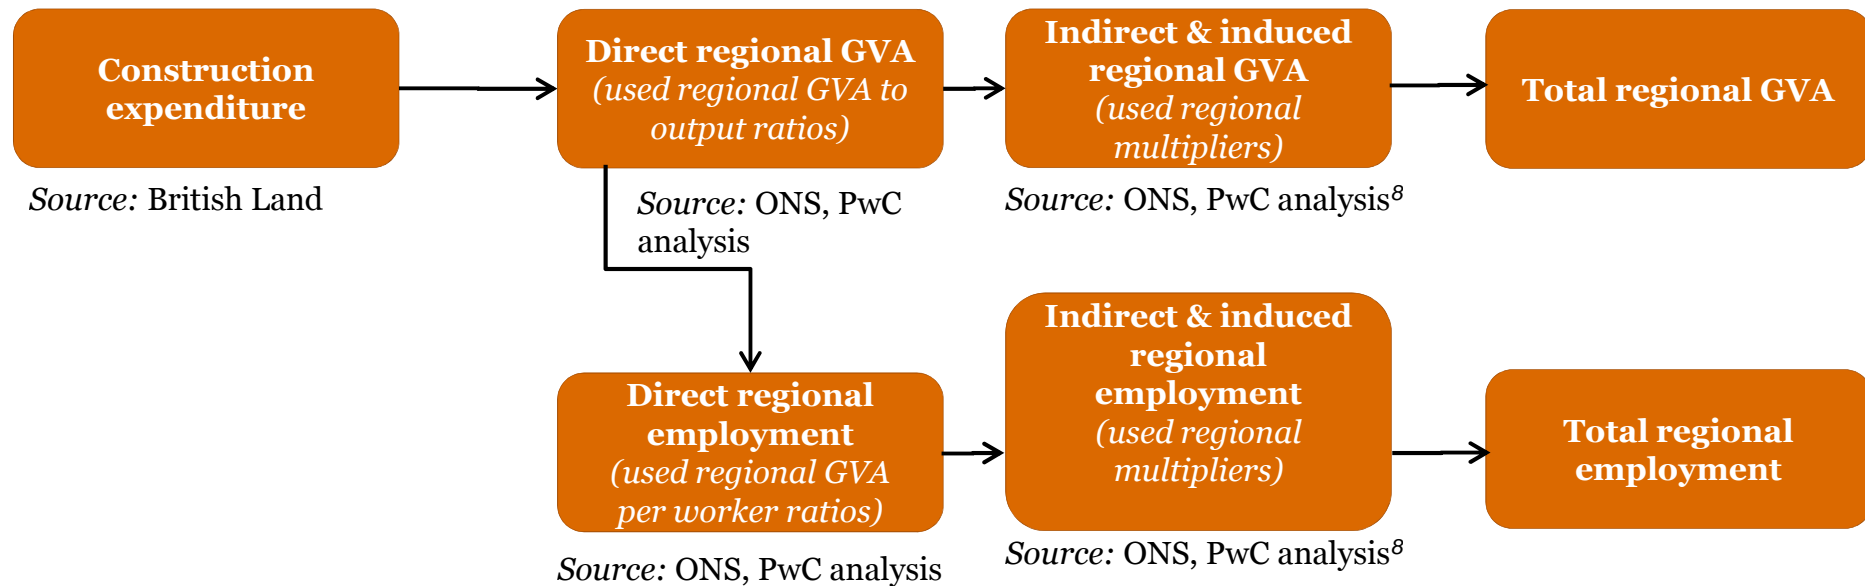 Construction
expenditure
Source: British Land
Direct regional GVA
(used regional GVA to
output ratios)
Source: ONS, PwC
analysis
Indirect & induced
regional GVA
(used regional
multipliers)
Source: ONS, PwC analysis⁸
Total regional GVA
Direct regional
employment
(used regional GVA
per worker ratios)
Source: ONS, PwC analysis
Indirect & induced
regional
employment
(used regional
multipliers)
Source: ONS, PwC analysis⁸
Total regional
employment